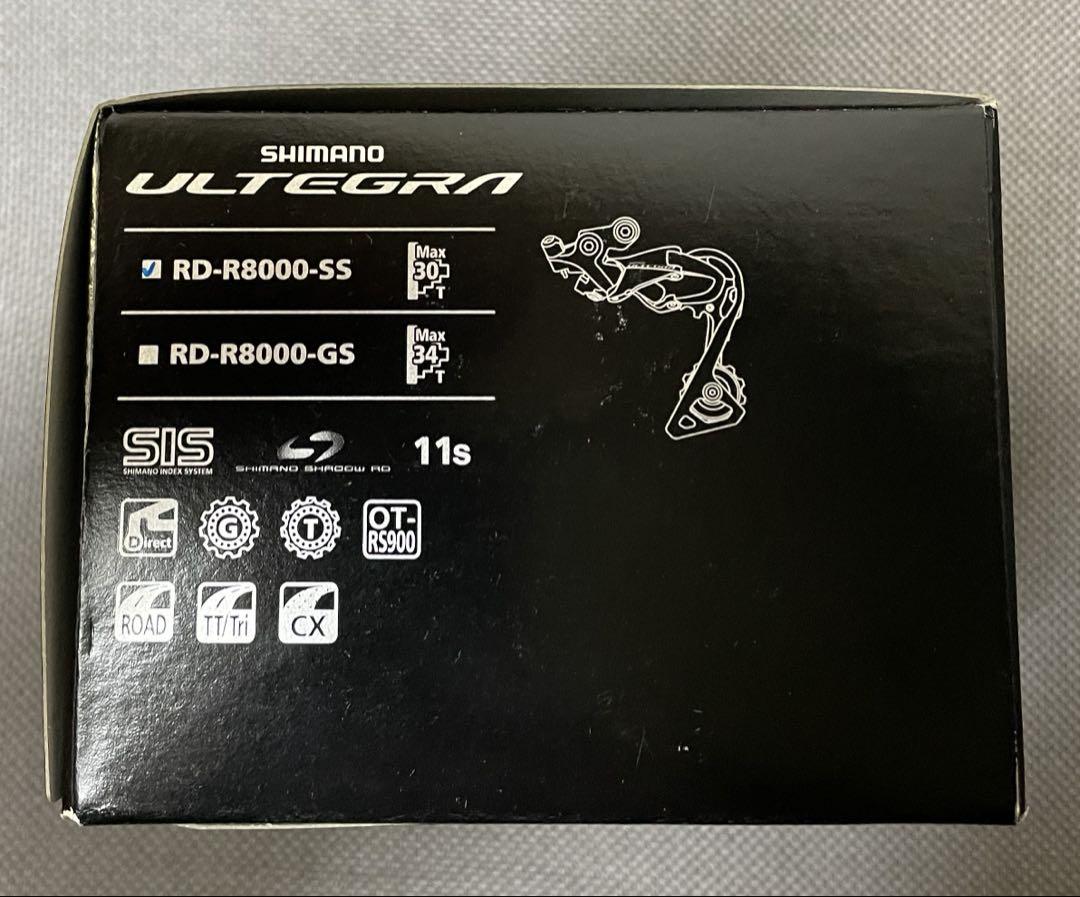 SHIMANO
ULTEGRA
RD-R8000-SS
Max
30
T
RD-R8000-GS
Max
34
T
SIS
SHIMANO INDEX SYSTEM
SHIMANO SHADOW RD
11s
Direct
G
T
OT-
RS900
ROAD
TT/Tri
CX